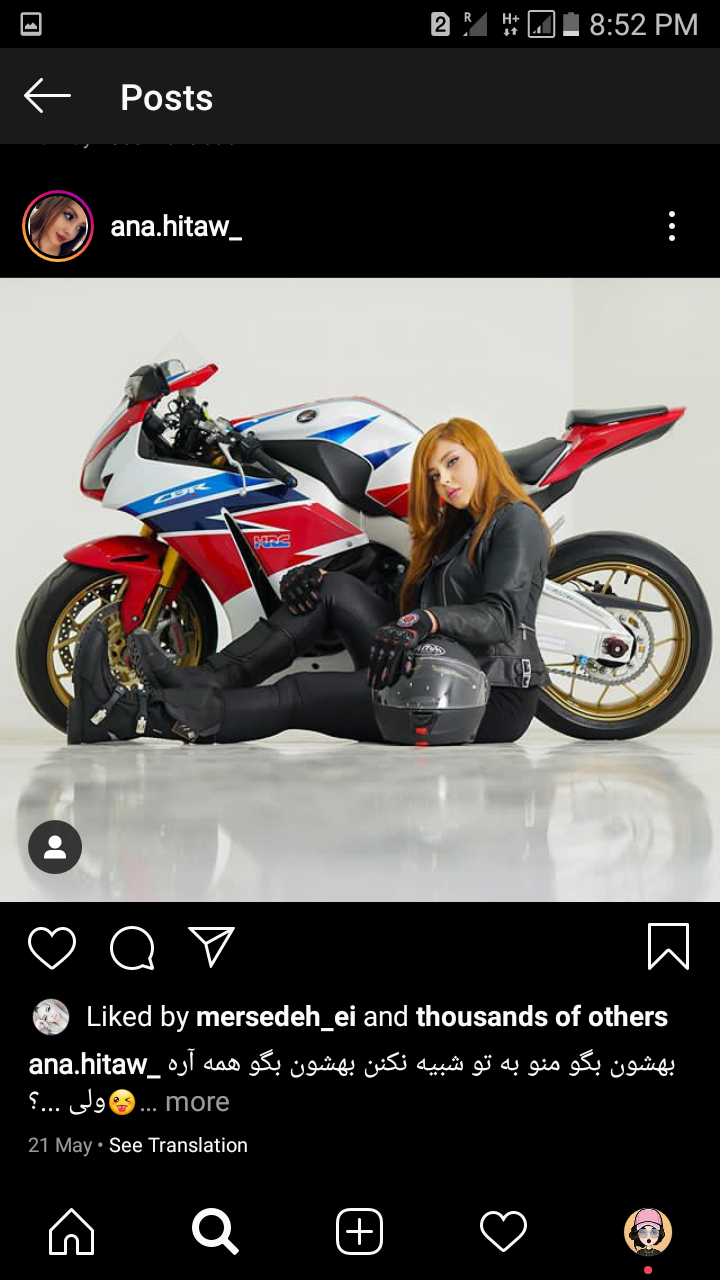 2 R H+ 8:52 PM
Posts
ana.hitaw_
CBR
HRC
Liked by mersedeh_ei and thousands of others
ana.hitaw_ بهشون بگو منو به تو شبیه نکنن بهشون بگو همه آره
ولی ...؟😜... more
21 May • See Translation